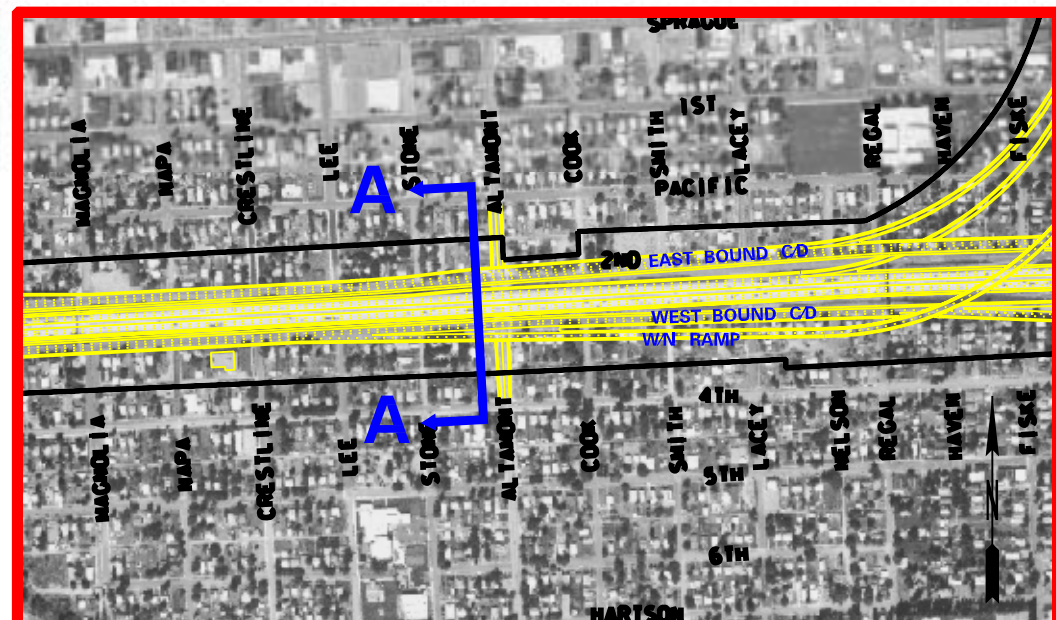 SPRAGUE
1ST
MAGNOLIA
NAPA
CRESTLINE
LEE
STONE
ALTAMONT
COOK
SMITH
LACEY
REGAL
HAVEN
FISKE
PACIFIC
A
2ND
EAST BOUND C/D
WEST BOUND C/D
W/N RAMP
A
4TH
MAGNOLIA
NAPA
CRESTLINE
LEE
STONE
ALTAMONT
COOK
SMITH
LACEY
NELSON
REGAL
HAVEN
FISKE
5TH
N
6TH
HARTSON